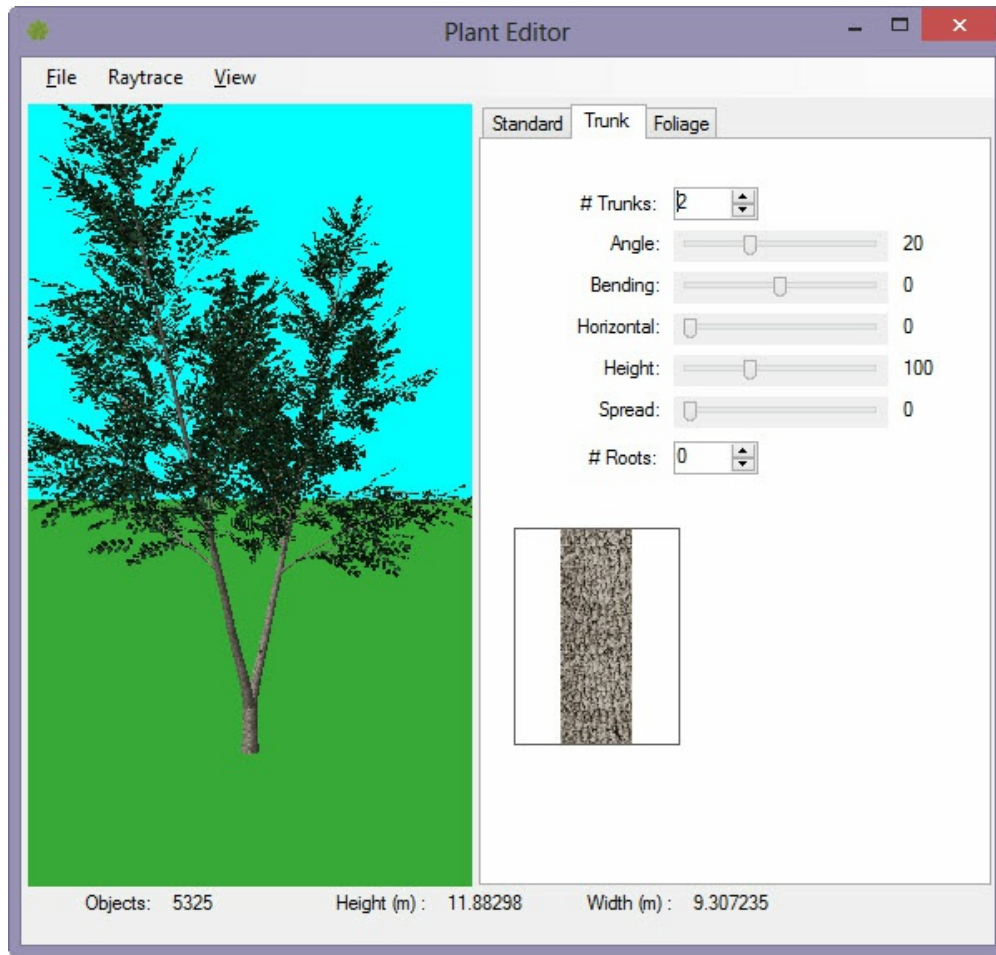 Plant Editor
File Raytrace View
Standard Trunk Foliage
# Trunks: 2
Angle: 20
Bending: 0
Horizontal: 0
Height: 100
Spread: 0
# Roots: 0
Objects: 5325 Height (m) : 11.88298 Width (m) : 9.307235